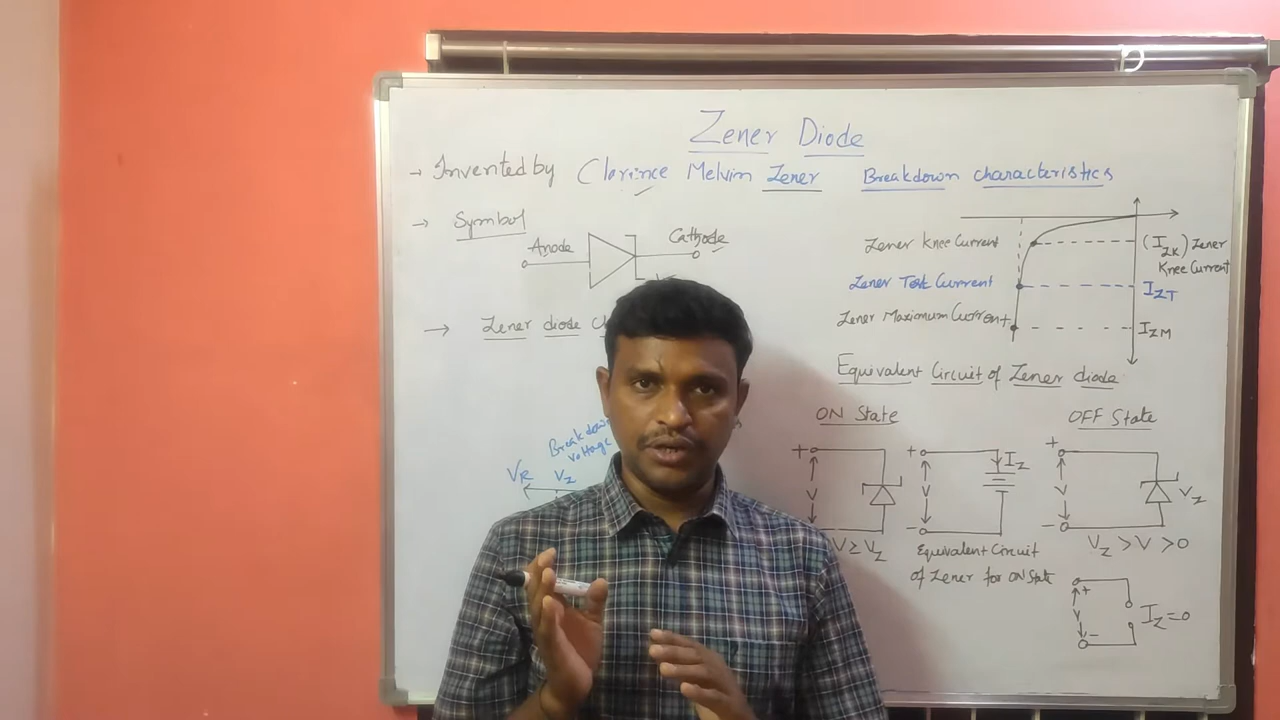 Zener Diode
→ Invented by Clarince Melvin Zener
→ Symbol
Anode
Cathode
→ Zener diode
Breakdown
Voltage
VR
VZ
Breakdown characteristics
Zener Knee Current
(IZK) Zener
Knee Current
Zener Test Current
IZT
Zener Maximum Current
IZM
Equivalent Circuit of Zener diode
ON State
+
V
V ≥ VZ
+
V
-
IZ
Equivalent Circuit
of Zener for ON State
OFF State
+
V
-
VZ
VZ > V > 0
+
V
-
IZ = 0